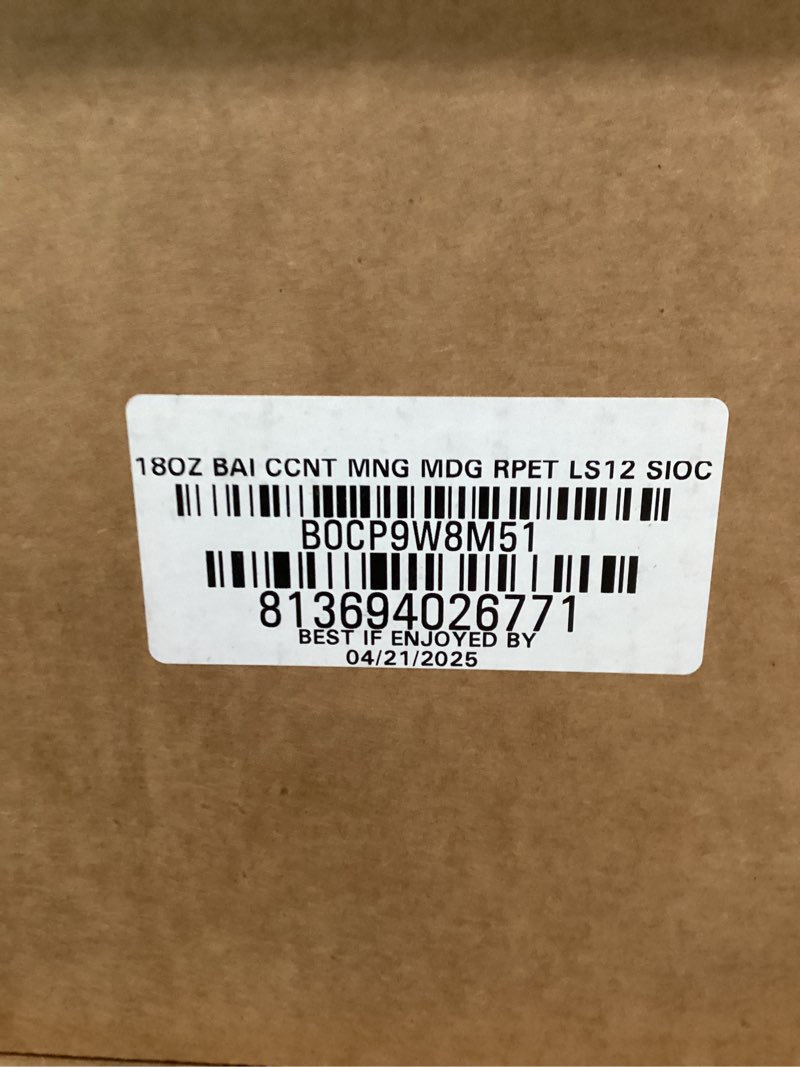 18OZ BAI CCNT MNG MDG RPET LS12 SIOC
B0CP9W8M51
813694026771
BEST IF ENJOYED BY
04/21/2025